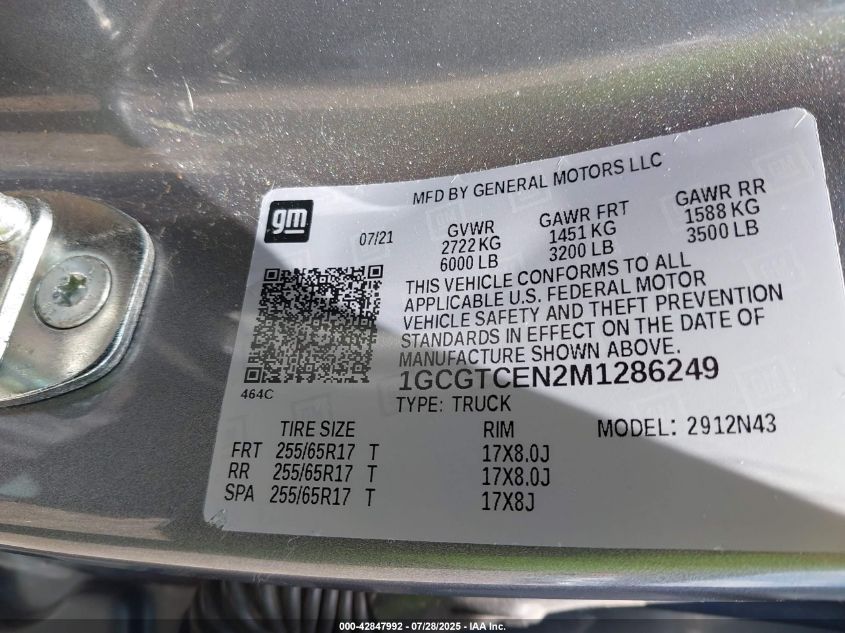 MFD BY GENERAL MOTORS LLC
gm
07/21
GVWR GAWR FRT GAWR RR
2722 KG 1451 KG 1588 KG
6000 LB 3200 LB 3500 LB
THIS VEHICLE CONFORMS TO ALL
APPLICABLE U.S. FEDERAL MOTOR
VEHICLE SAFETY AND THEFT PREVENTION
STANDARDS IN EFFECT ON THE DATE OF
MANUFACTURE SHOWN ABOVE.
1GCGTCEN2M1286249
464C
TYPE: TRUCK
MODEL: 2912N43
TIRE SIZE RIM
FRT 255/65R17 T 17X8.0J
RR 255/65R17 T 17X8.0J
SPA 255/65R17 T 17X8J
000-42847992 - 07/28/2025 - IAA Inc.